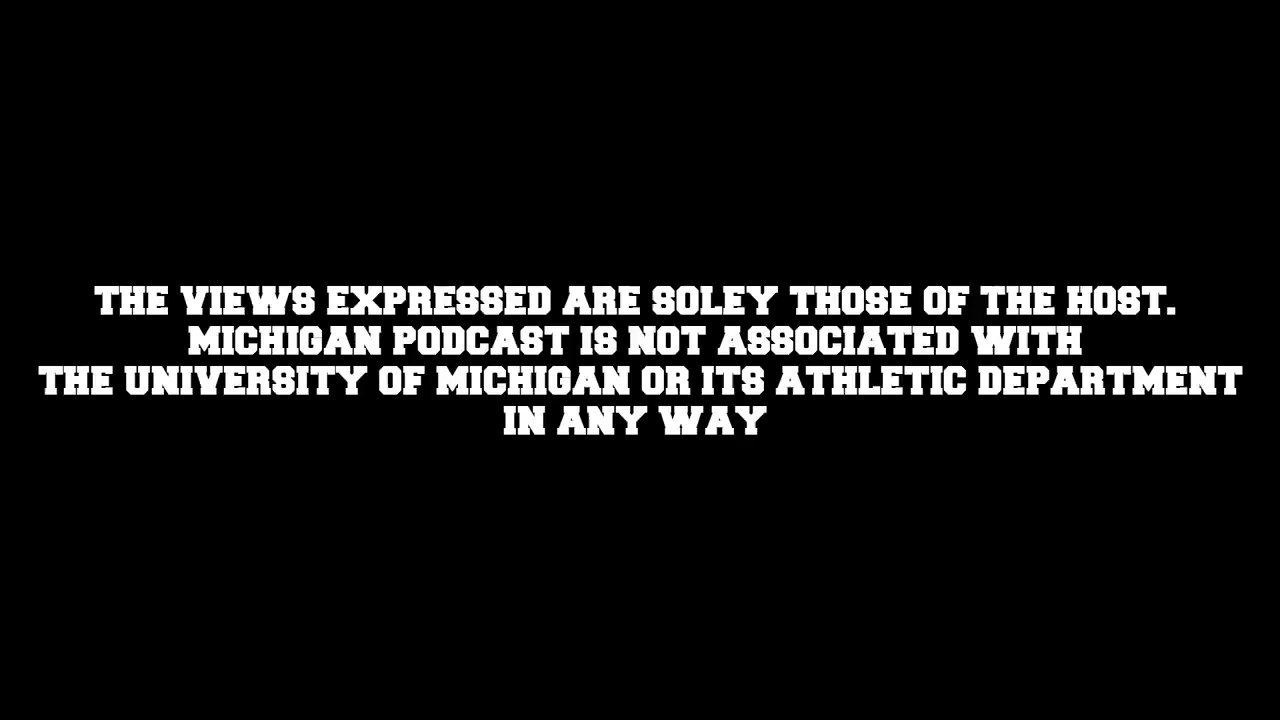 THE VIEWS EXPRESSED ARE SOLEY THOSE OF THE HOST.
MICHIGAN PODCAST IS NOT ASSOCIATED WITH
THE UNIVERSITY OF MICHIGAN OR ITS ATHLETIC DEPARTMENT
IN ANY WAY